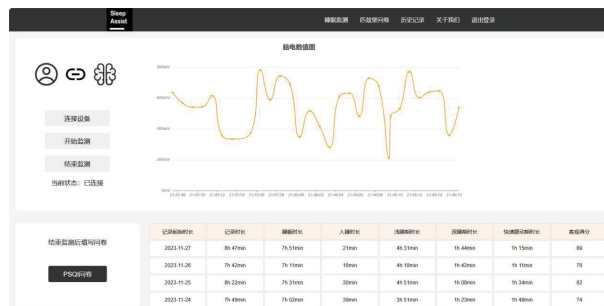 Sleep
Assist
睡眠监测 匹兹堡问卷 历史记录 关于我们 退出登录
脑电数值图
连接设备
开始监测
结束监测
当前状态：已连接
结束监测后填写问卷
PSQI问卷
记录起始时长 记录时长 睡眠时长 入睡时长 浅睡眠时长 深睡眠时长 快速眼动眠时长 客观得分
2023-11-27 8h 47min 7h 51min 21min 4h 31min 1h 44min 1h 15min 89
2023-11-26 7h 42min 7h 11min 16min 4h 18min 1h 42min 1h 11min 78
2023-11-25 8h 22min 7h 31min 30min 4h 51min 1h 08min 1h 34min 82
2023-11-24 7h 49min 7h 02min 39min 3h 51min 1h 23min 1h 48min 74